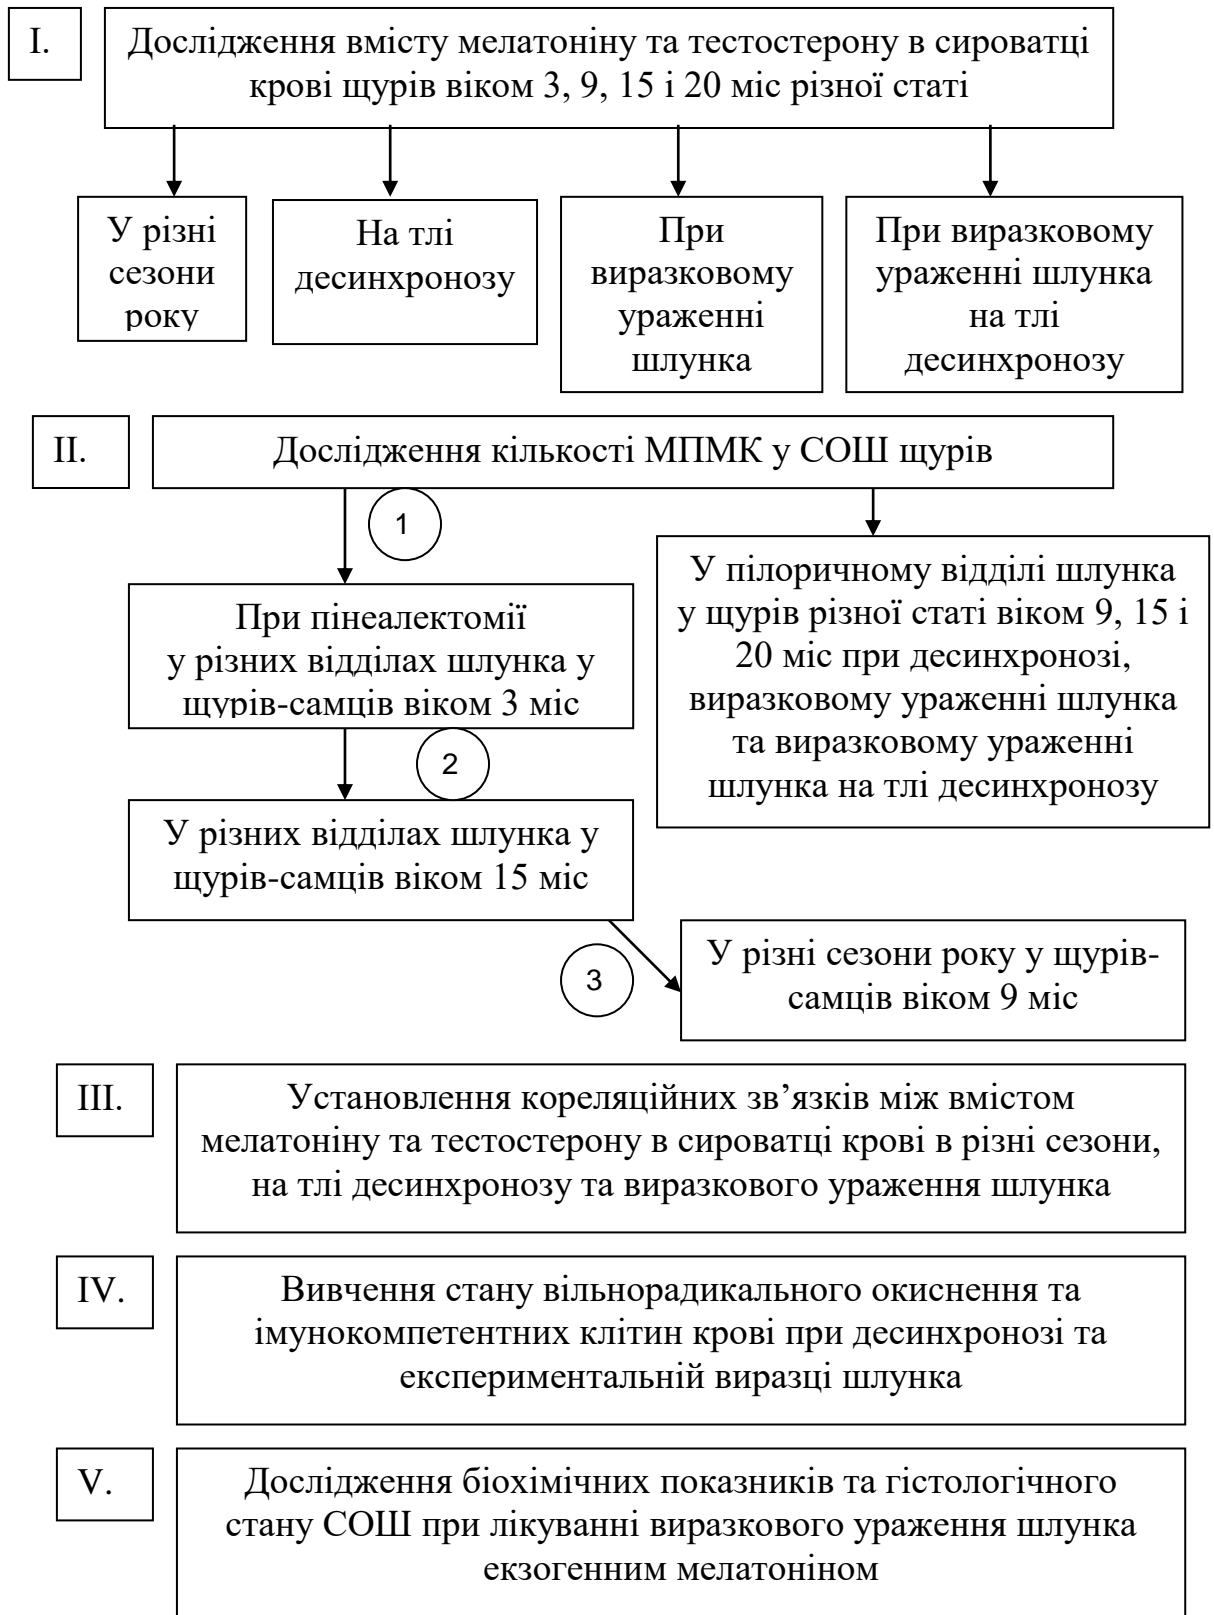 I.
Дослідження вмісту мелатоніну та тестостерону в сироватці
крові щурів віком 3, 9, 15 і 20 міс різної статі
У різні
сезони
року
На тлі
десинхронозу
При
виразковому
ураженні
шлунка
При виразковому
ураженні шлунка
на тлі
десинхронозу
II.
Дослідження кількості МПМК у СОШ щурів
1
При пінеалектомії
у різних відділах шлунка у
щурів-самців віком 3 міс
У пілоричному відділі шлунка
у щурів різної статі віком 9, 15 і
20 міс при десинхронозі,
виразковому ураженні шлунка
та виразковому ураженні
шлунка на тлі десинхронозу
2
У різних відділах шлунка у
щурів-самців віком 15 міс
3
У різні сезони року у щурів-
самців віком 9 міс
III.
Установлення кореляційних зв’язків між вмістом
мелатоніну та тестостерону в сироватці крові в різні сезони,
на тлі десинхронозу та виразкового ураження шлунка
IV.
Вивчення стану вільнорадикального окиснення та
імунокомпетентних клітин крові при десинхронозі та
експериментальній виразці шлунка
V.
Дослідження біохімічних показників та гістологічного
стану СОШ при лікуванні виразкового ураження шлунка
екзогенним мелатоніном